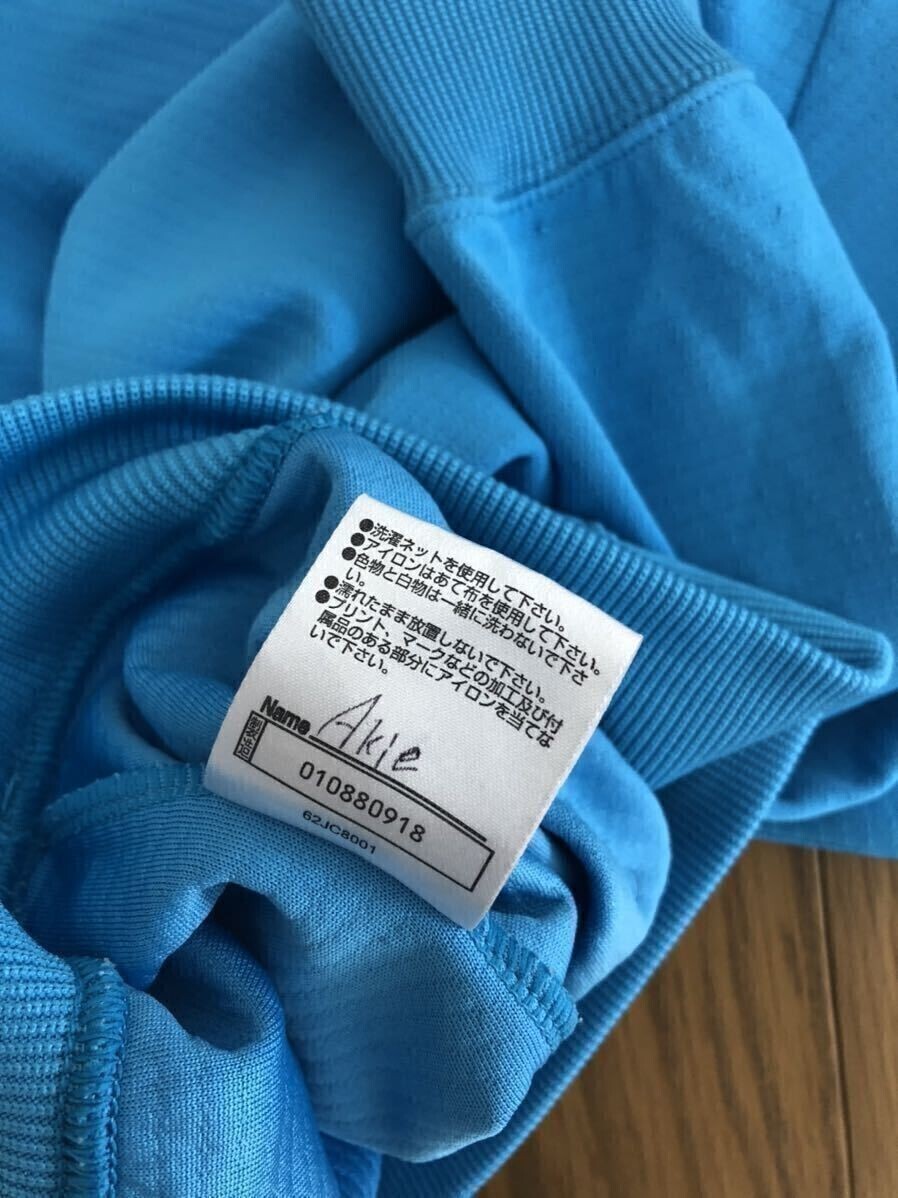 ●洗濯ネットを使用して下さい。
●アイロンはあて布を使用して下さい。
●色物と白物は一緒に洗わないで下さ
い。
●濡れたまま放置しないで下さい。
●プリント、マークなどの加工及び付
属品のある部分にアイロンを当てな
いで下さい。
Name Akie
製造 010880918
62JC8001